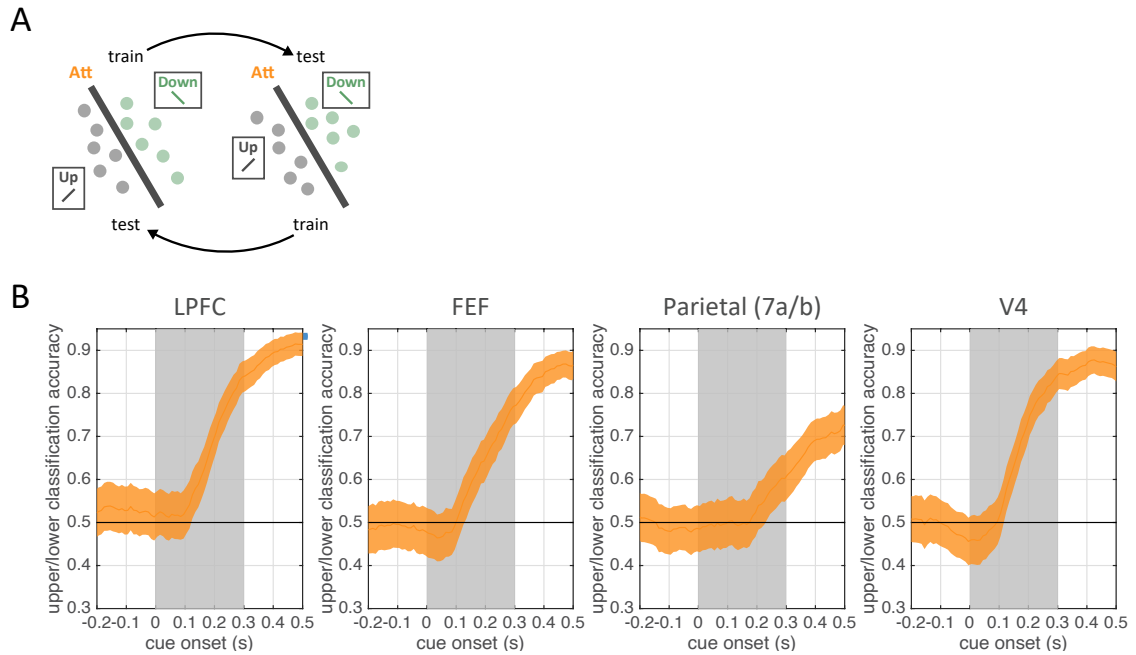 A
train
test
Att
Down
Att
Down
Up
Up
test
train
B
LPFC
FEF
Parietal (7a/b)
V4
upper/lower classification accuracy
0.9
0.8
0.7
0.6
0.5
0.4
0.3
-0.2-0.1 0 0.1 0.2 0.3 0.4 0.5
cue onset (s)
upper/lower classification accuracy
0.9
0.8
0.7
0.6
0.5
0.4
0.3
-0.2-0.1 0 0.1 0.2 0.3 0.4 0.5
cue onset (s)
upper/lower classification accuracy
0.9
0.8
0.7
0.6
0.5
0.4
0.3
-0.2-0.1 0 0.1 0.2 0.3 0.4 0.5
cue onset (s)
upper/lower classification accuracy
0.9
0.8
0.7
0.6
0.5
0.4
0.3
-0.2-0.1 0 0.1 0.2 0.3 0.4 0.5
cue onset (s)